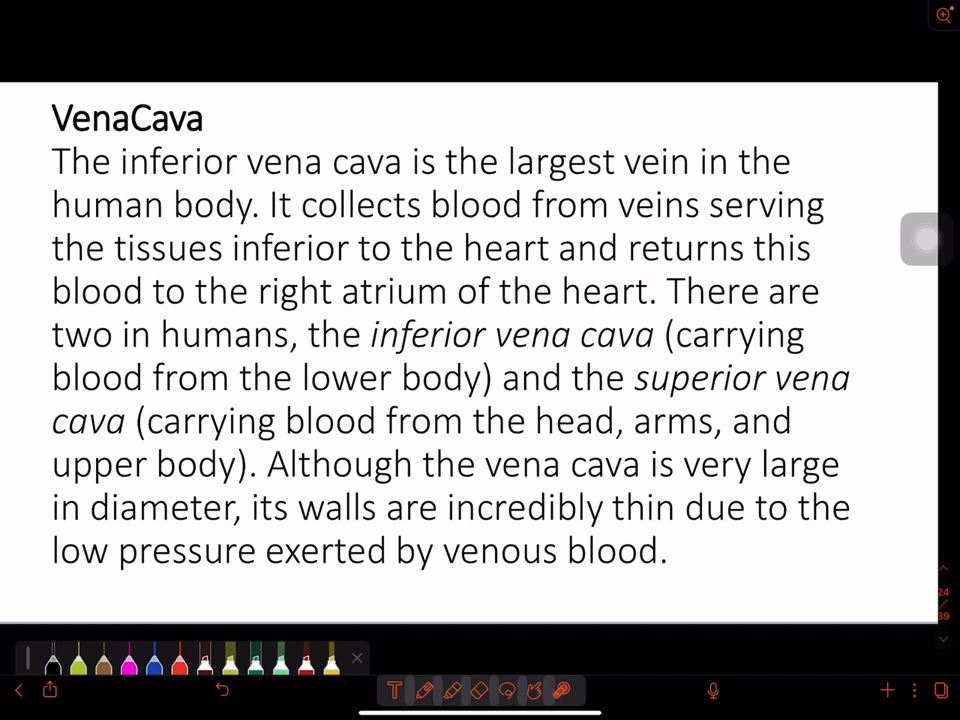 VenaCava
The inferior vena cava is the largest vein in the
human body. It collects blood from veins serving
the tissues inferior to the heart and returns this
blood to the right atrium of the heart. There are
two in humans, the inferior vena cava (carrying
blood from the lower body) and the superior vena
cava (carrying blood from the head, arms, and
upper body). Although the vena cava is very large
in diameter, its walls are incredibly thin due to the
low pressure exerted by venous blood.
24
/
39
T